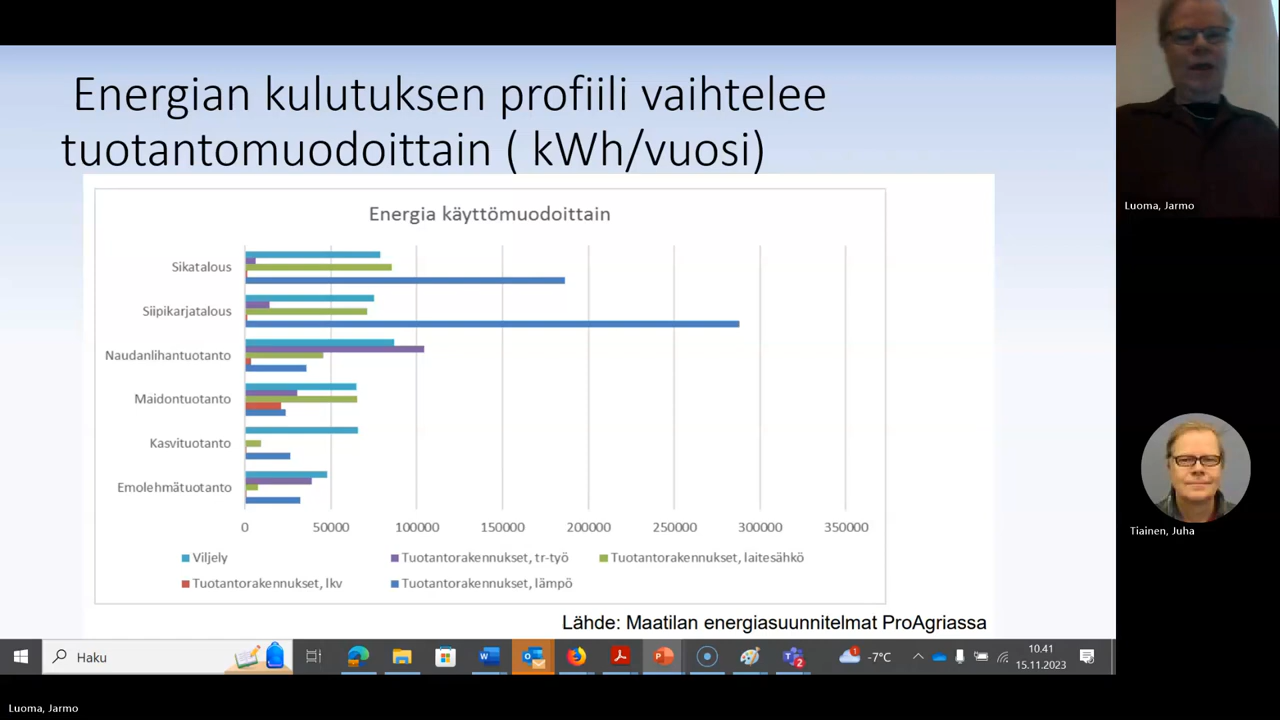 Energian kulutuksen profiili vaihtelee
tuotantomuodoittain ( kWh/vuosi)
Energia käyttömuodoittain
Sikatalous
Siipikarjatalous
Naudanlihantuotanto
Maidontuotanto
Kasvituotanto
Emolehmätuotanto
0 50000 100000 150000 200000 250000 300000 350000
Viljely Tuotantorakennukset, tr-työ Tuotantorakennukset, laitesähkö
Tuotantorakennukset, lkv Tuotantorakennukset, lämpö
Lähde: Maatilan energiasuunnitelmat ProAgriassa
Luoma, Jarmo
Tiainen, Juha
Haku
1
-7°C
10.41
15.11.2023
Luoma, Jarmo